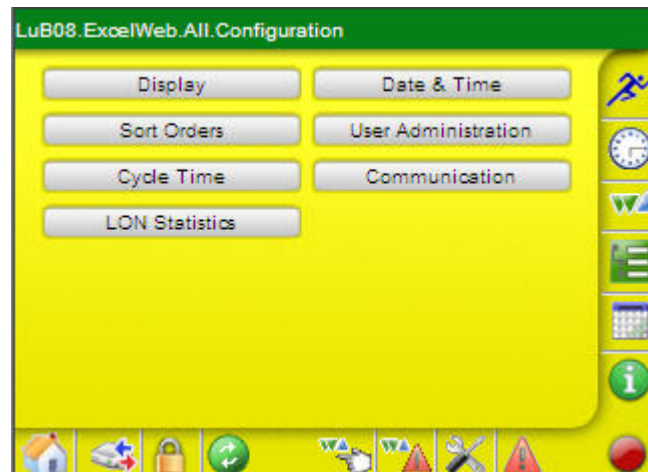 LuB08.ExcelWeb.All.Configuration
Display
Date & Time
Sort Orders
User Administration
Cycle Time
Communication
LON Statistics